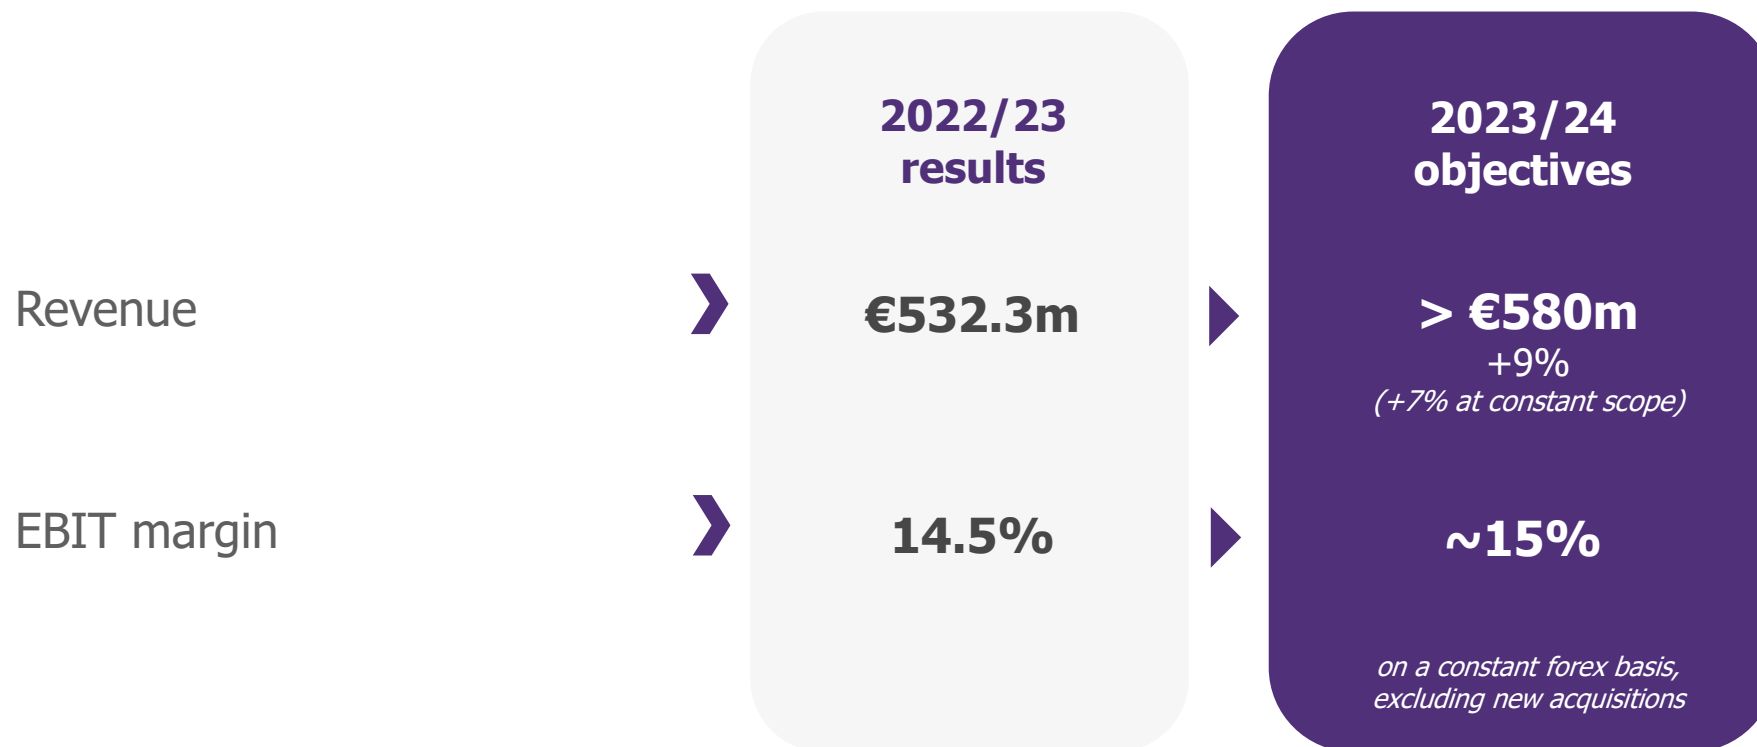 2022/23
results
2023/24
objectives
Revenue
€532.3m
> €580m
+9%
(+7% at constant scope)
EBIT margin
14.5%
~15%
on a constant forex basis,
excluding new acquisitions